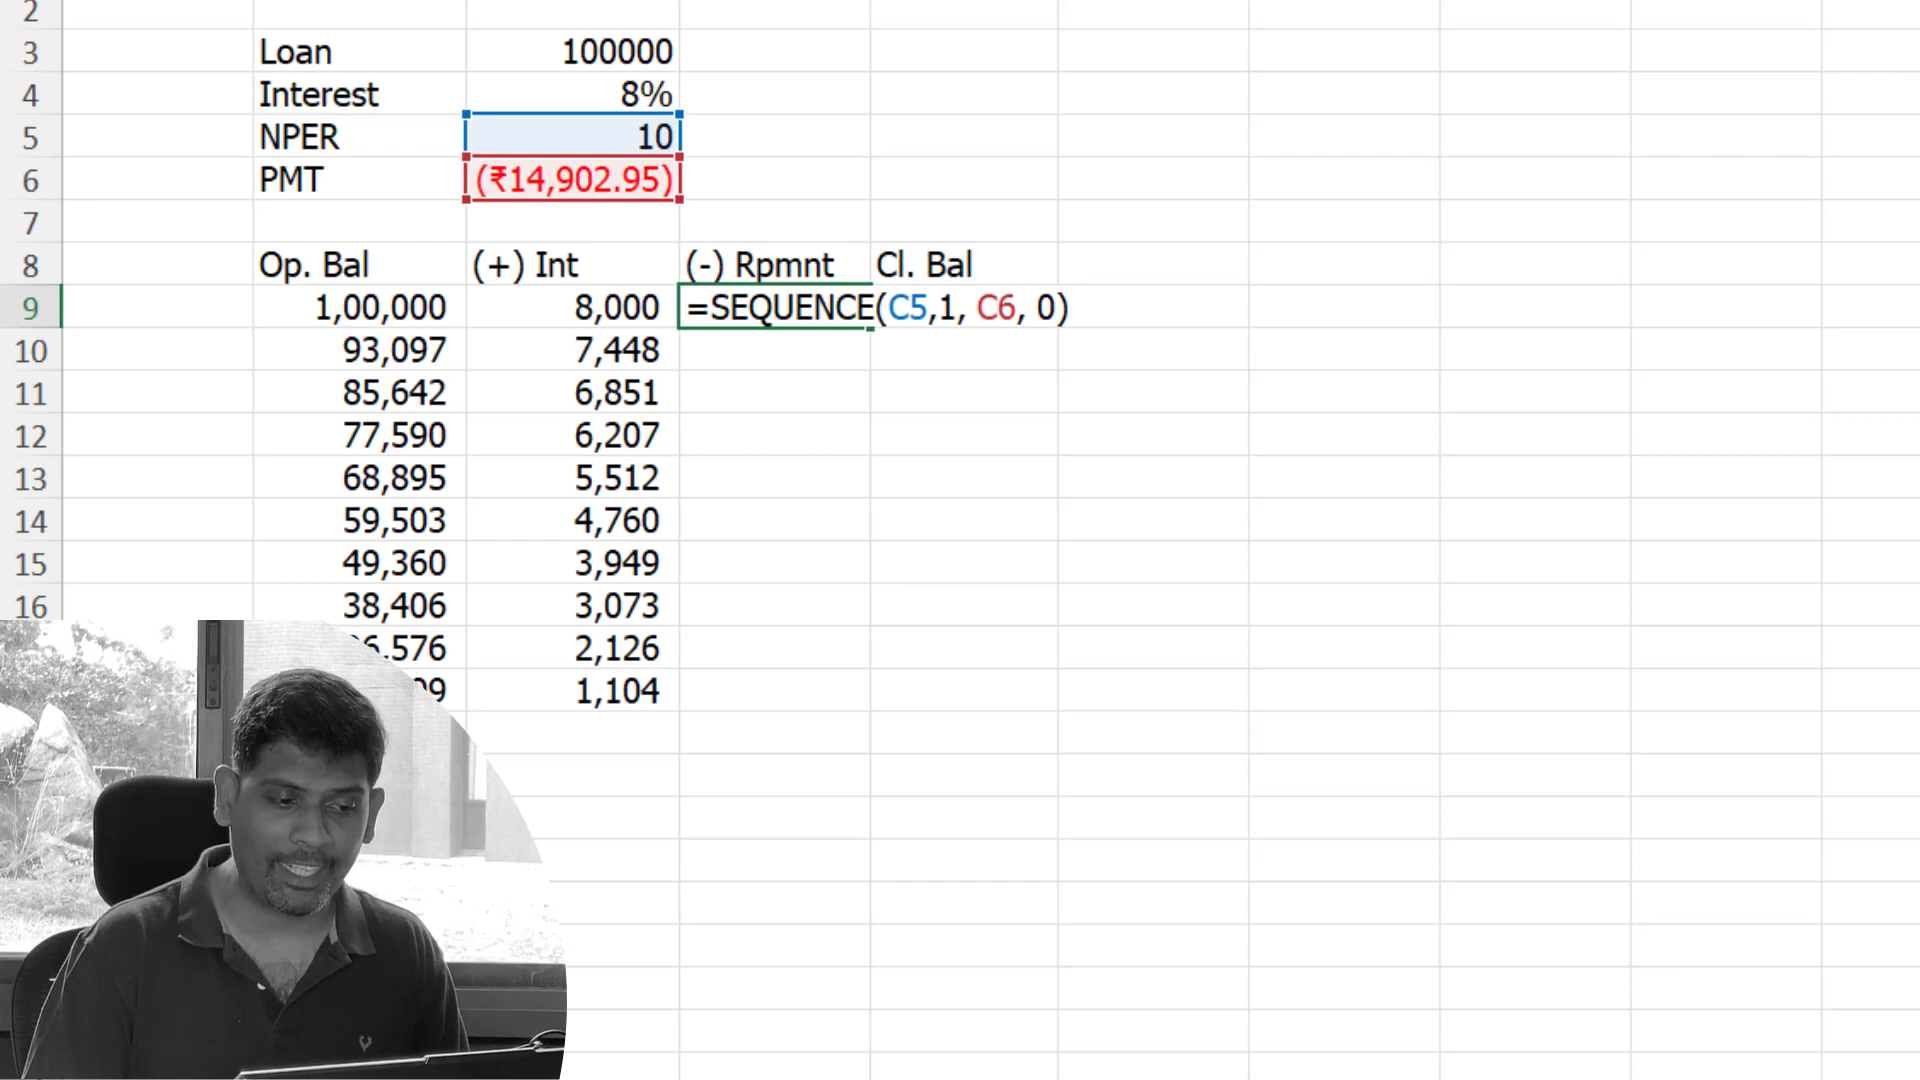 2
3 Loan 100000
4 Interest 8%
5 NPER 10
6 PMT (₹14,902.95)
7
8 Op. Bal (+) Int (-) Rpmnt Cl. Bal
9 1,00,000 8,000 =SEQUENCE(C5,1, C6, 0)
10 93,097 7,448
11 85,642 6,851
12 77,590 6,207
13 68,895 5,512
14 59,503 4,760
15 49,360 3,949
16 38,406 3,073
2,126
1,104